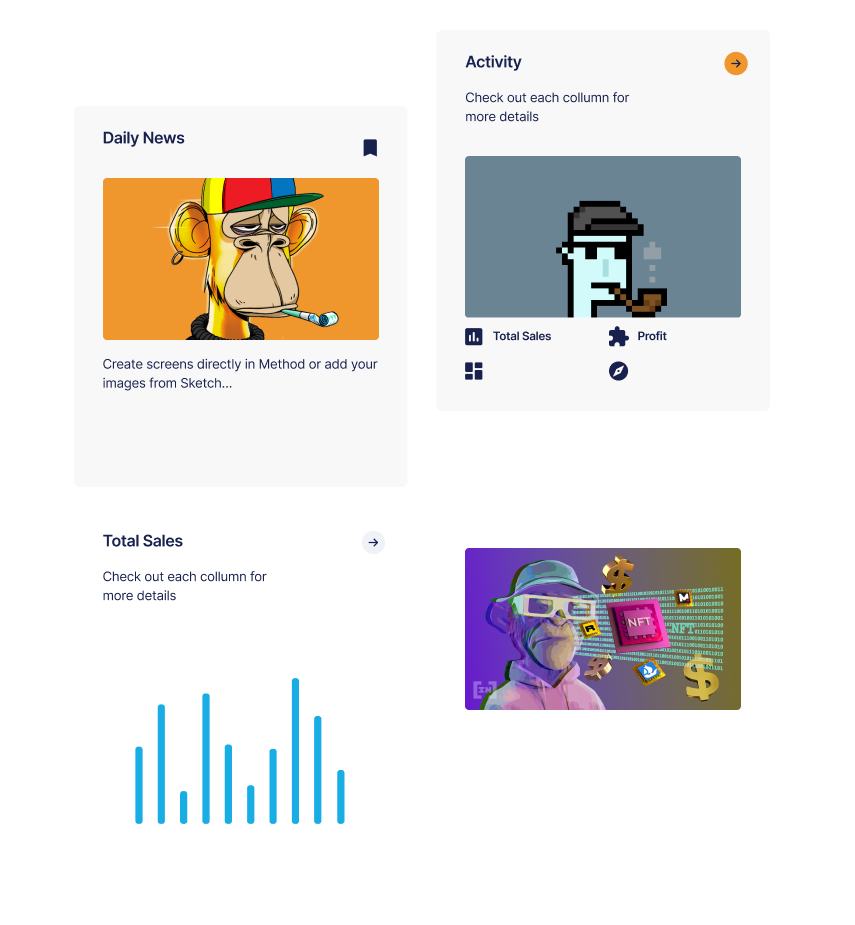 Daily News
Create screens directly in Method or add your
images from Sketch...
Activity
Check out each collumn for
more details
Total Sales
Profit
Total Sales
Check out each collumn for
more details
NFT
NFT